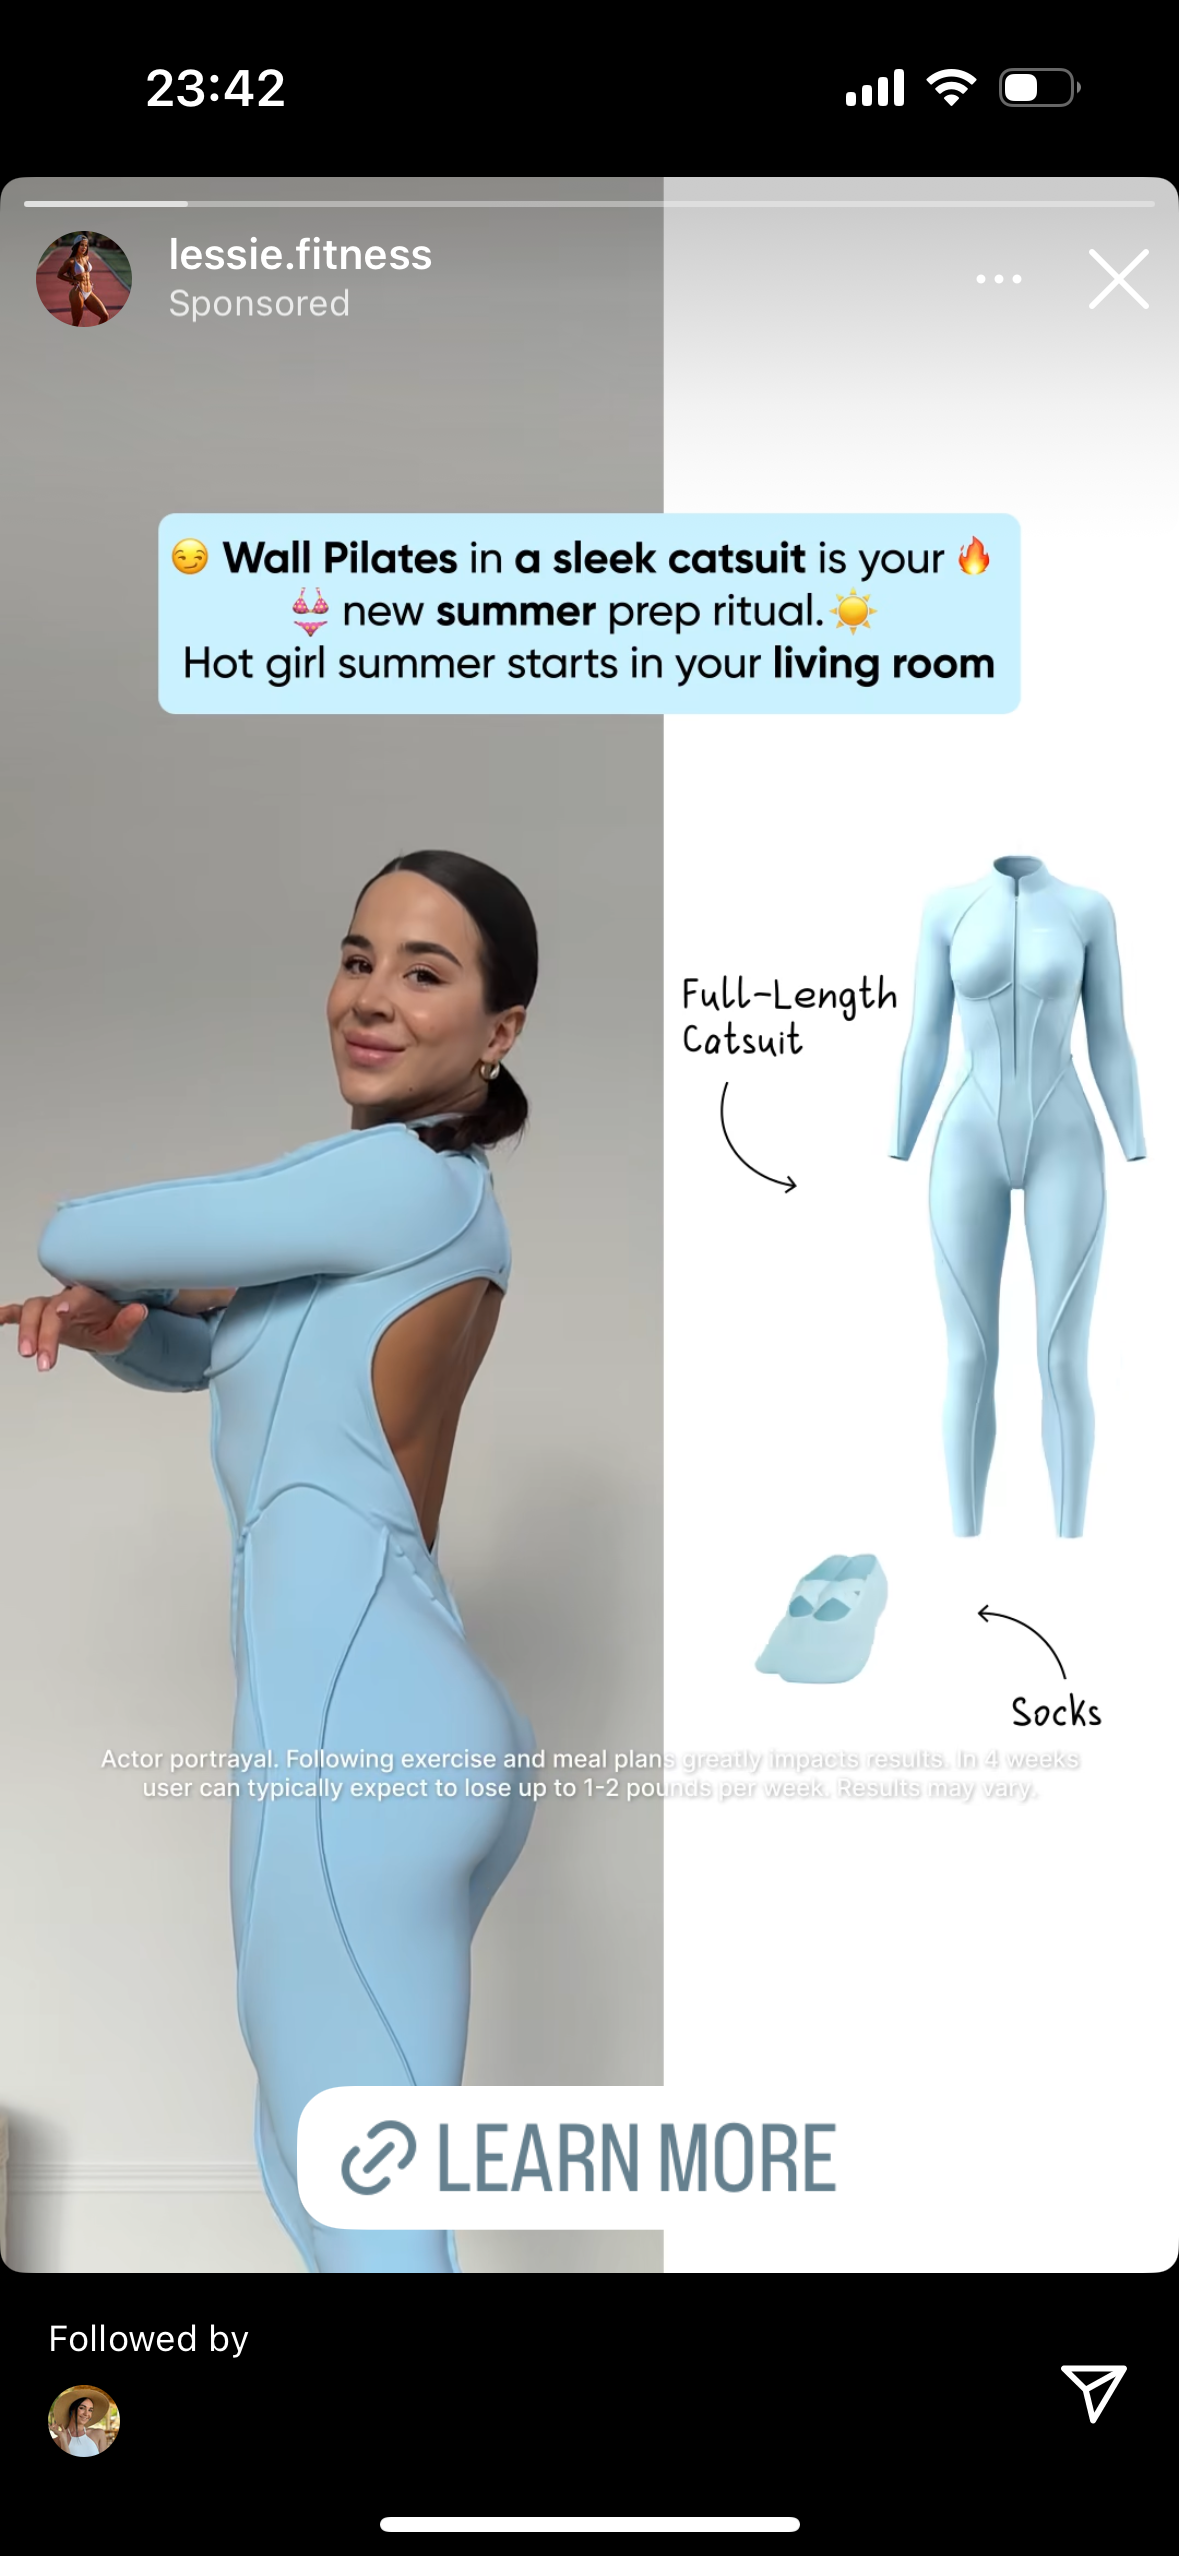 23:42
lessie.fitness
Sponsored
😏 Wall Pilates in a sleek catsuit is your 🔥
👙 new summer prep ritual.☀️
Hot girl summer starts in your living room
Full-Length
Catsuit
Socks
Actor portrayal. Following exercise and meal plans greatly impacts results. In 4 weeks
user can typically expect to lose up to 1-2 pounds per week. Results may vary.
LEARN MORE
Followed by